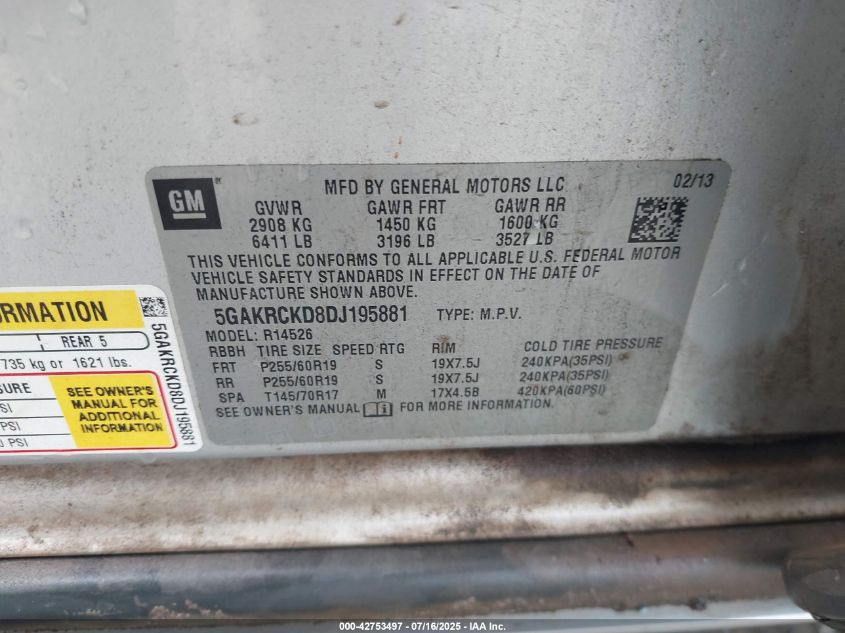 GM
MFD BY GENERAL MOTORS LLC 02/13
GVWR GAWR FRT GAWR RR
2908 KG 1450 KG 1600 KG
6411 LB 3196 LB 3527 LB
THIS VEHICLE CONFORMS TO ALL APPLICABLE U.S. FEDERAL MOTOR
VEHICLE SAFETY STANDARDS IN EFFECT ON THE DATE OF
MANUFACTURE SHOWN ABOVE.
5GAKRCKD8DJ195881 TYPE: M.P.V.
MODEL: R14526
RBBH TIRE SIZE SPEED RTG RIM COLD TIRE PRESSURE
FRT P255/60R19 S 19X7.5J 240KPA(35PSI)
RR P255/60R19 S 19X7.5J 240KPA(35PSI)
SPA T145/70R17 M 17X4.5B 420KPA(60PSI)
SEE OWNER'S MANUAL FOR MORE INFORMATION.
ORMATION
REAR 5
735 kg or 1621 lbs.
SURE
SI
PSI
0 PSI
SEE OWNER'S
MANUAL FOR
ADDITIONAL
INFORMATION
5GAKRCKD8DJ195881
000-42753497 - 07/16/2025 - IAA Inc.